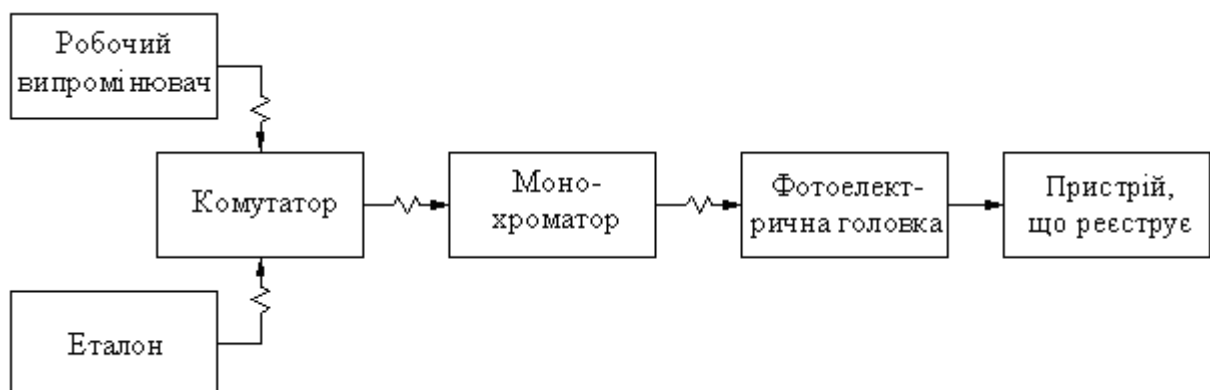 Робочий
випромінювач
Комутатор
Моно-
хроматор
Фотоелект-
рична головка
Пристрій,
що реєструє
Еталон